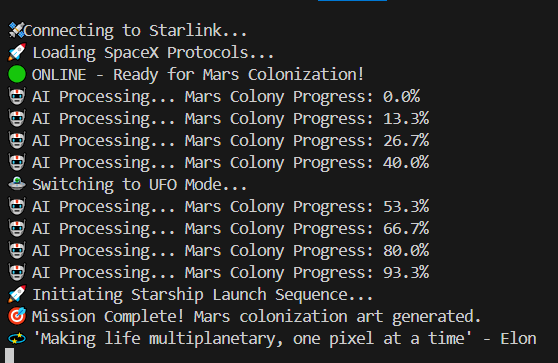 🛰️Connecting to Starlink...
🚀 Loading SpaceX Protocols...
🟢 ONLINE - Ready for Mars Colonization!
🤖 AI Processing... Mars Colony Progress: 0.0%
🤖 AI Processing... Mars Colony Progress: 13.3%
🤖 AI Processing... Mars Colony Progress: 26.7%
🤖 AI Processing... Mars Colony Progress: 40.0%
🛸 Switching to UFO Mode...
🤖 AI Processing... Mars Colony Progress: 53.3%
🤖 AI Processing... Mars Colony Progress: 66.7%
🤖 AI Processing... Mars Colony Progress: 80.0%
🤖 AI Processing... Mars Colony Progress: 93.3%
🚀 Initiating Starship Launch Sequence...
🎯 Mission Complete! Mars colonization art generated.
💫 'Making life multiplanetary, one pixel at a time' - Elon